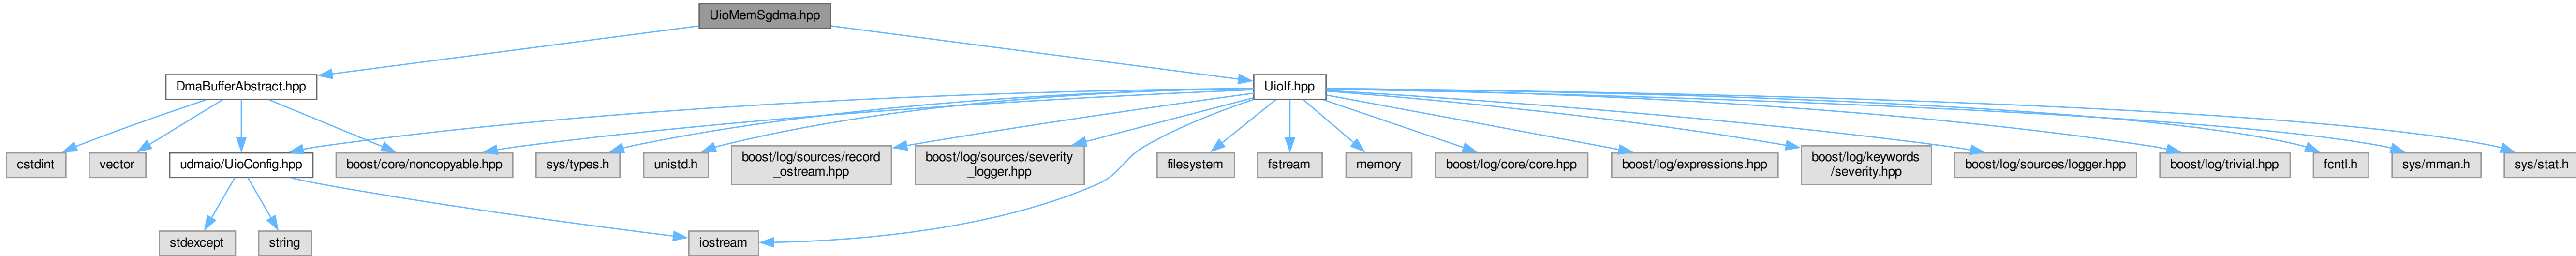 UioMemSgdma.hpp
DmaBufferAbstract.hpp
UioIf.hpp
cstdint
vector
udmaio/UioConfig.hpp
boost/core/noncopyable.hpp
sys/types.h
unistd.h
boost/log/sources/record
_ostream.hpp
boost/log/sources/severity
_logger.hpp
filesystem
fstream
memory
boost/log/core/core.hpp
boost/log/expressions.hpp
boost/log/keywords
/severity.hpp
boost/log/sources/logger.hpp
boost/log/trivial.hpp
fcntl.h
sys/mman.h
sys/stat.h
stdexcept
string
iostream